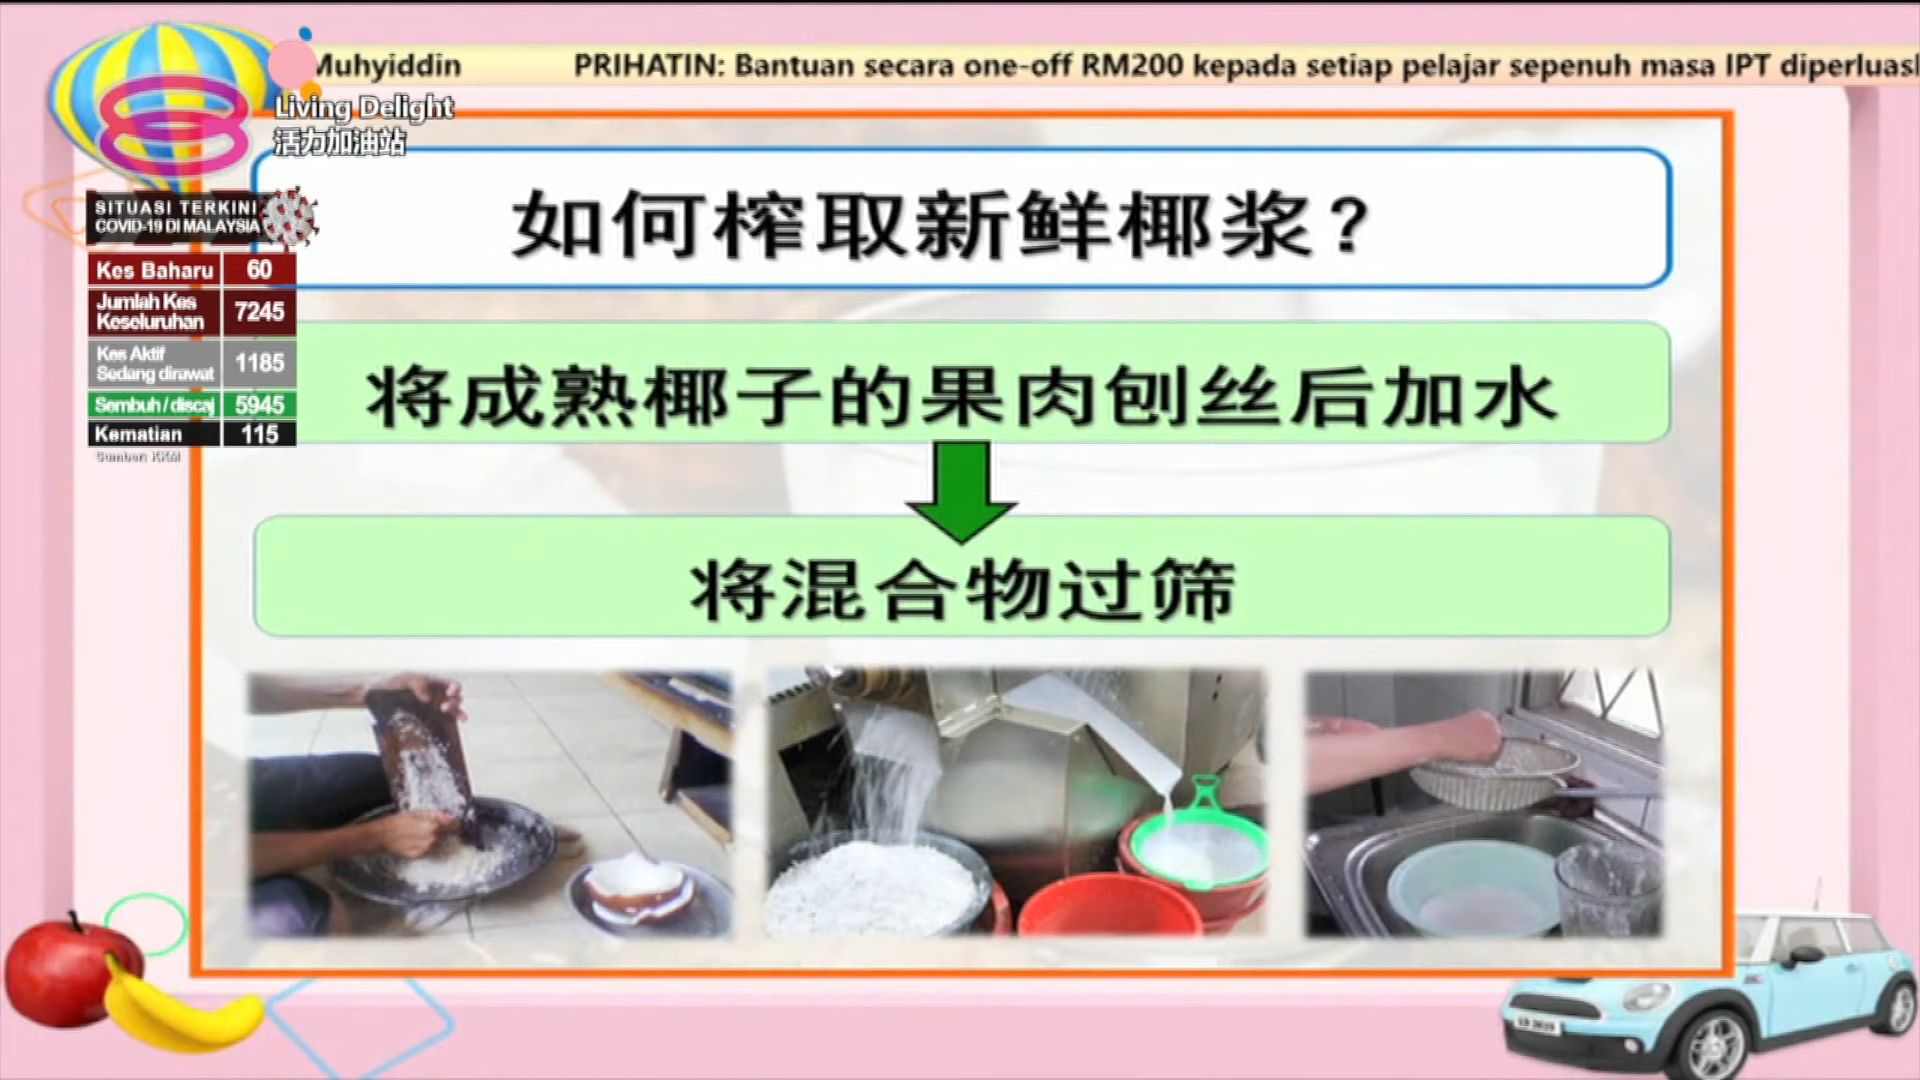 Muhyiddin PRIHATIN: Bantuan secara one-off RM200 kepada setiap pelajar sepenuh masa IPT diperluas
Living Delight
活力加油站
如何榨取新鲜椰浆？
SITUASI TERKINI
COVID-19 DI MALAYSIA
Kes Baharu 60
Jumlah Kes
Keseluruhan 7245
Kes Aktif
Sedang dirawat 1185
Sembuh / discaj 5945
Kematian 115
Sumber: KKM
将成熟椰子的果肉刨丝后加水
将混合物过筛